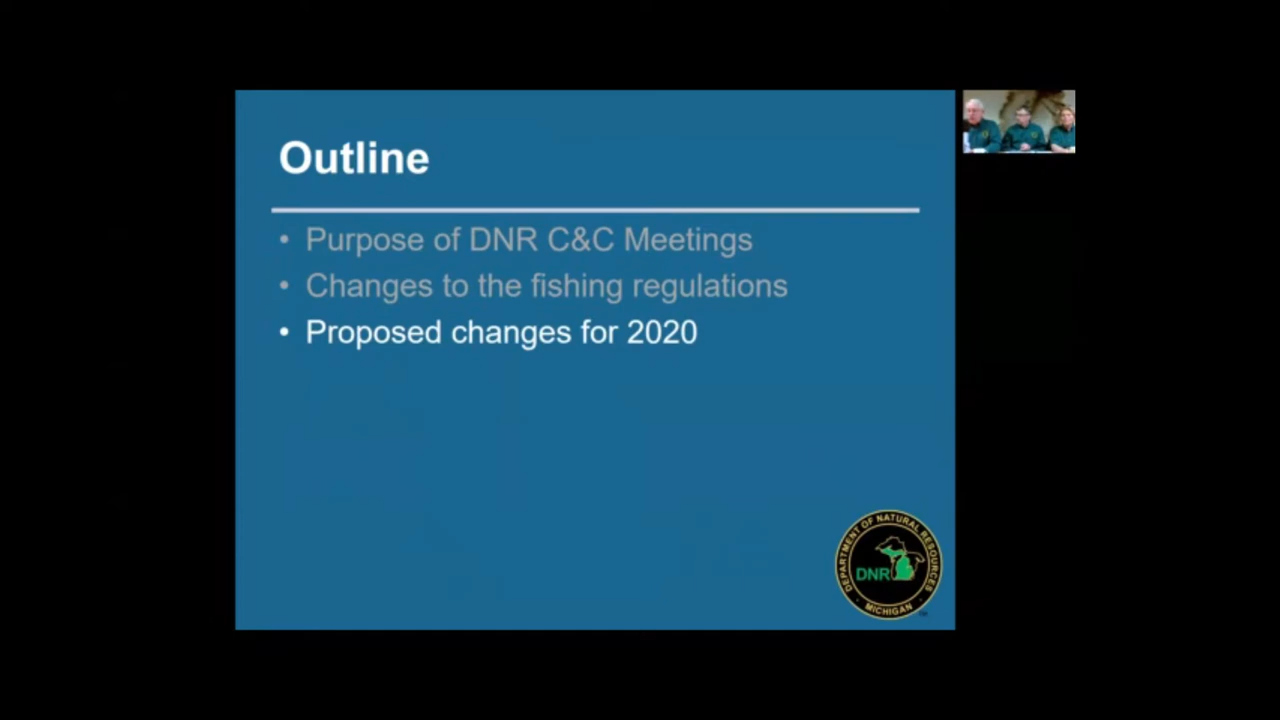 Outline
• Purpose of DNR C&C Meetings
• Changes to the fishing regulations
• Proposed changes for 2020
DEPARTMENT OF NATURAL RESOURCES
DNR
MICHIGAN